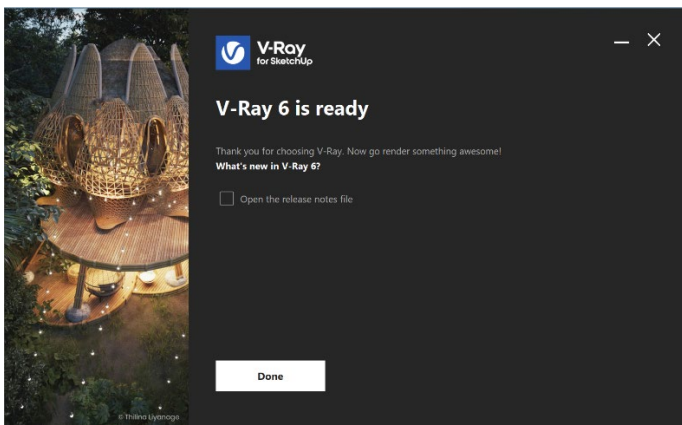 V-Ray
for SketchUp
V-Ray 6 is ready
Thank you for choosing V-Ray. Now go render something awesome!
What's new in V-Ray 6?
Open the release notes file
Done
© Thilina Liyanage